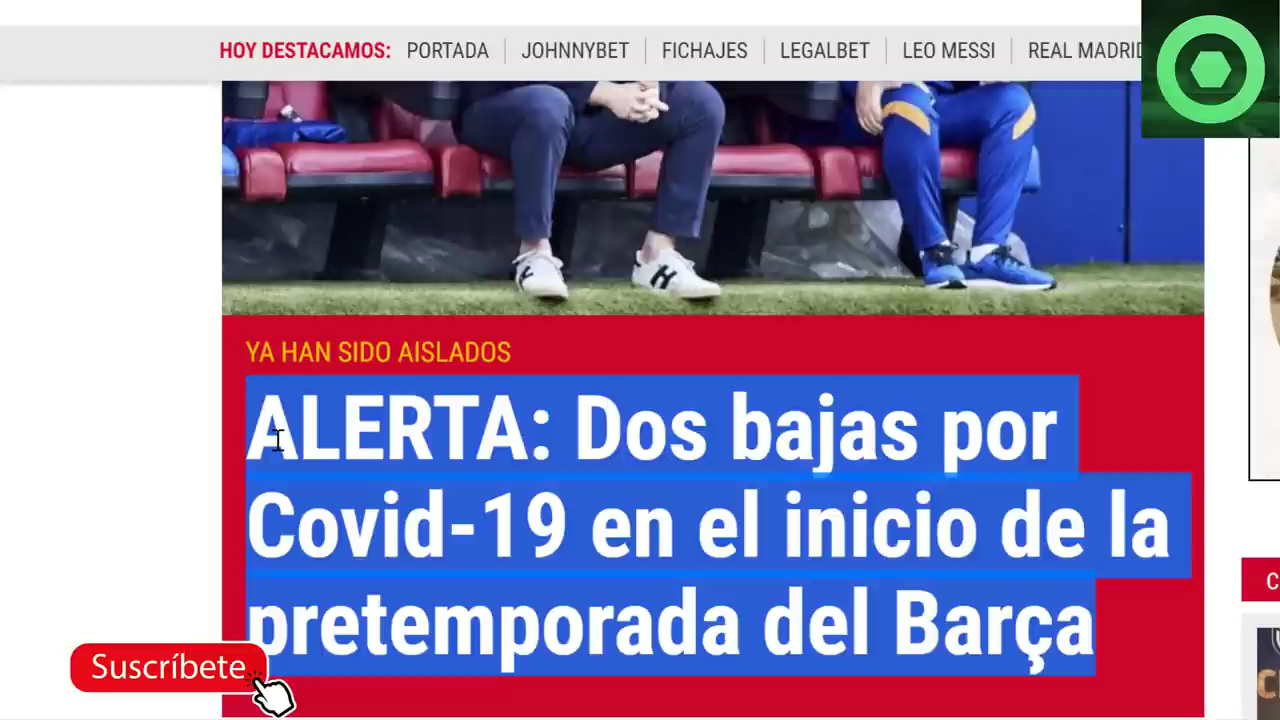 HOY DESTACAMOS: PORTADA JOHNNYBET FICHAJES LEGALBET LEO MESSI REAL MADRID
YA HAN SIDO AISLADOS
ALERTA: Dos bajas por
Covid-19 en el inicio de la
pretemporada del Barça
Suscríbete